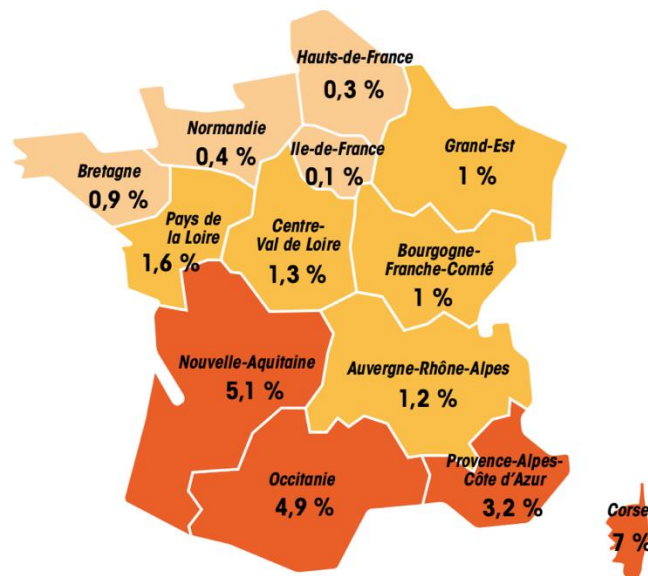 Hauts-de-France
0,3 %
Normandie
0,4 %
Ile-de-France
0,1 %
Grand-Est
1 %
Bretagne
0,9 %
Pays de
la Loire
1,6 %
Centre-
Val de Loire
1,3 %
Bourgogne-
Franche-Comté
1 %
Nouvelle-Aquitaine
5,1 %
Auvergne-Rhône-Alpes
1,2 %
Occitanie
4,9 %
Provence-Alpes-
Côte d’Azur
3,2 %
Corse
7 %